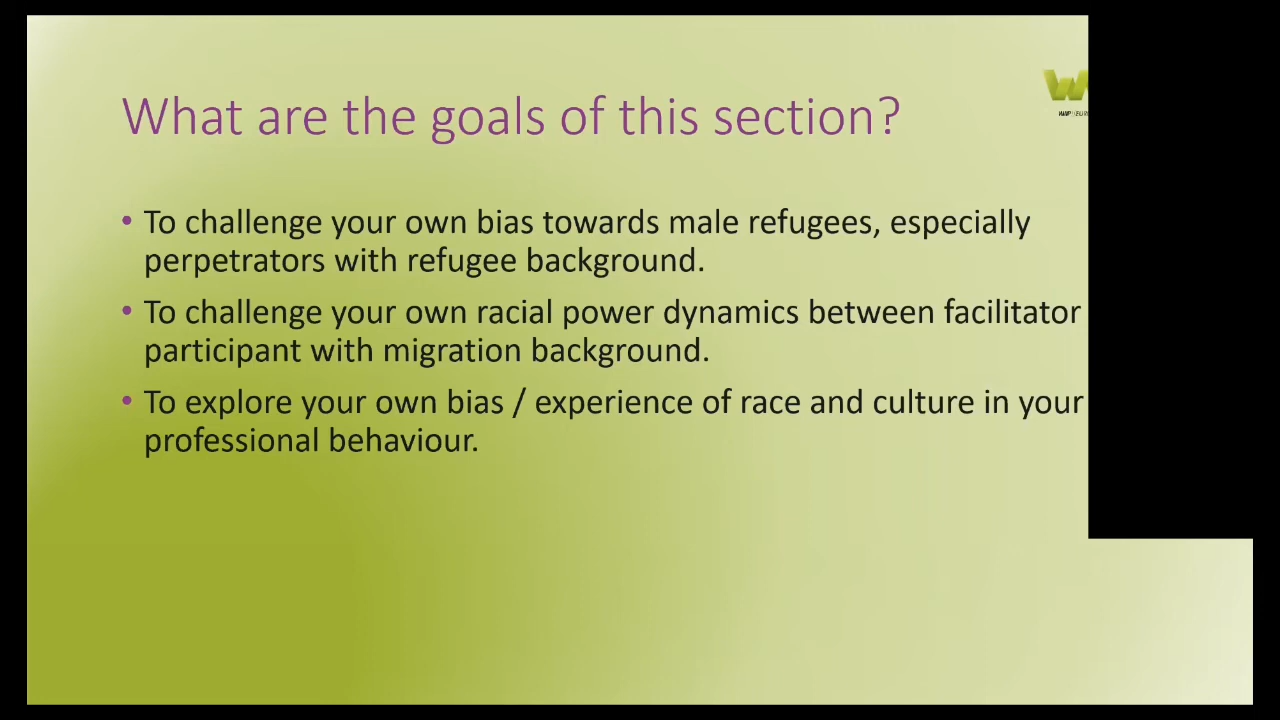 What are the goals of this section?
• To challenge your own bias towards male refugees, especially
perpetrators with refugee background.
• To challenge your own racial power dynamics between facilitator
participant with migration background.
• To explore your own bias / experience of race and culture in your
professional behaviour.